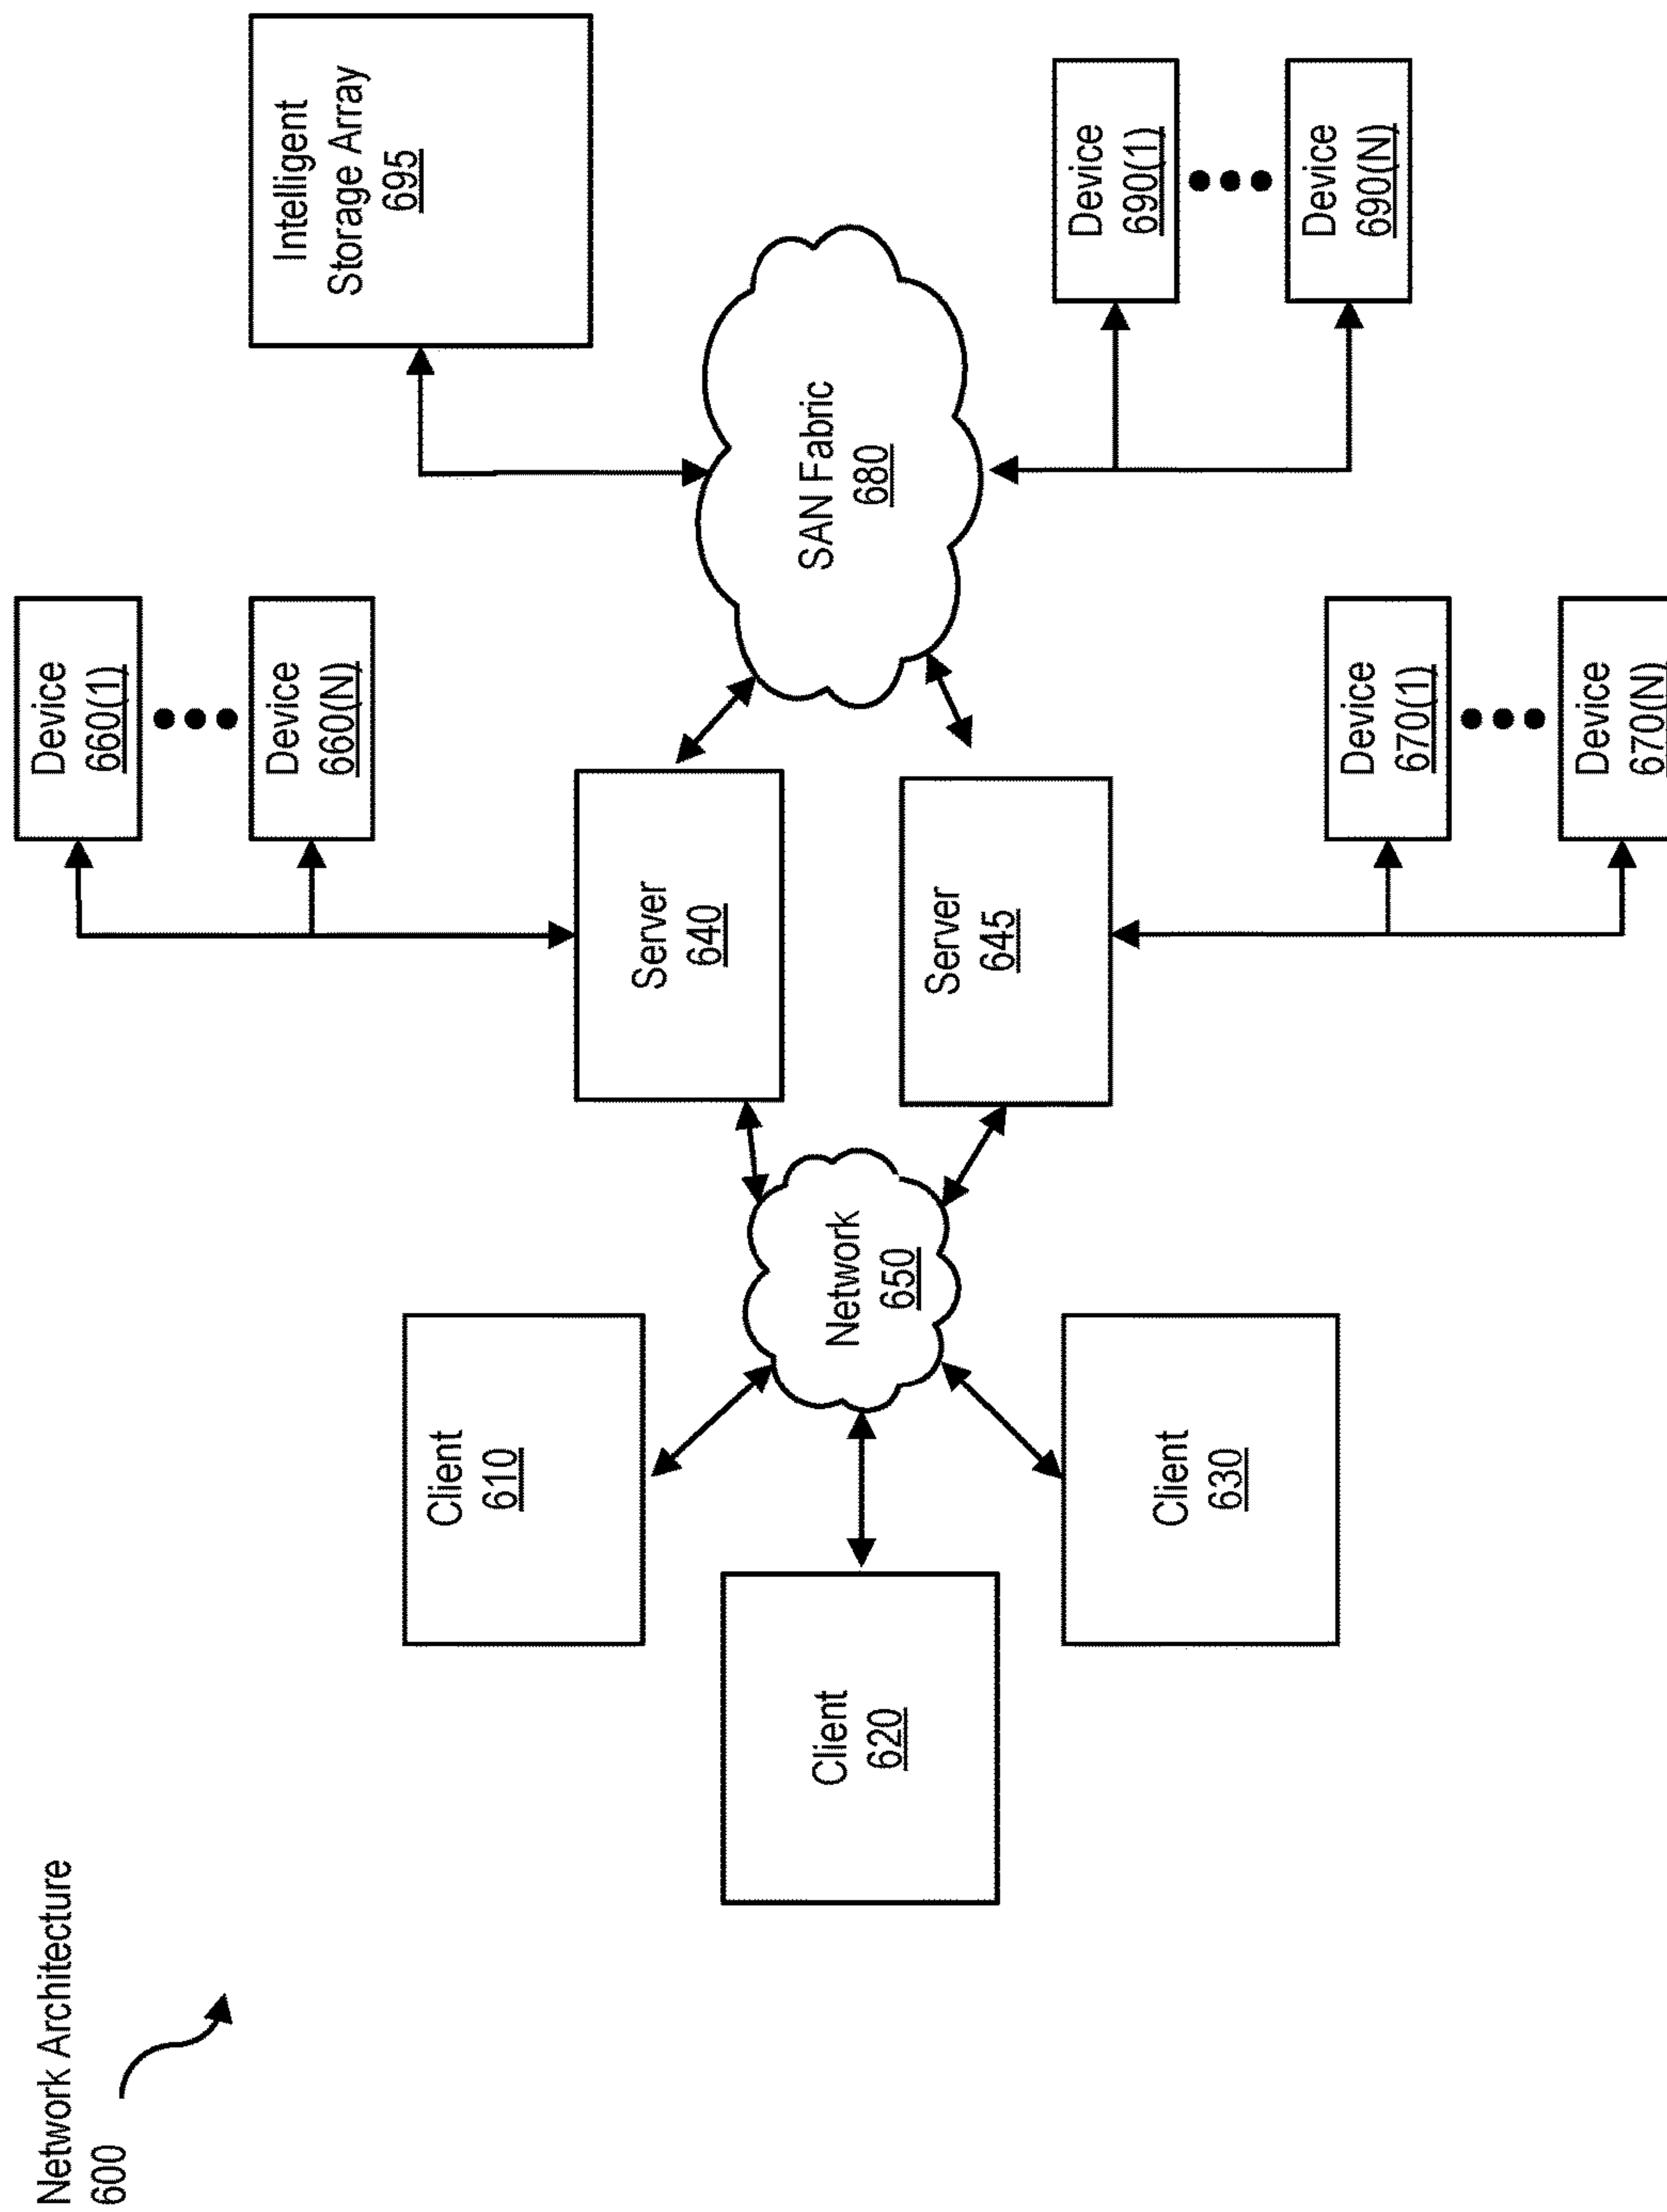 Network Architecture
600
Client
610
Client
620
Client
630
Network
650
Server
640
Server
645
Device
660(1)
Device
660(N)
Device
670(1)
Device
670(N)
SAN Fabric
680
Intelligent
Storage Array
695
Device
690(1)
Device
690(N)